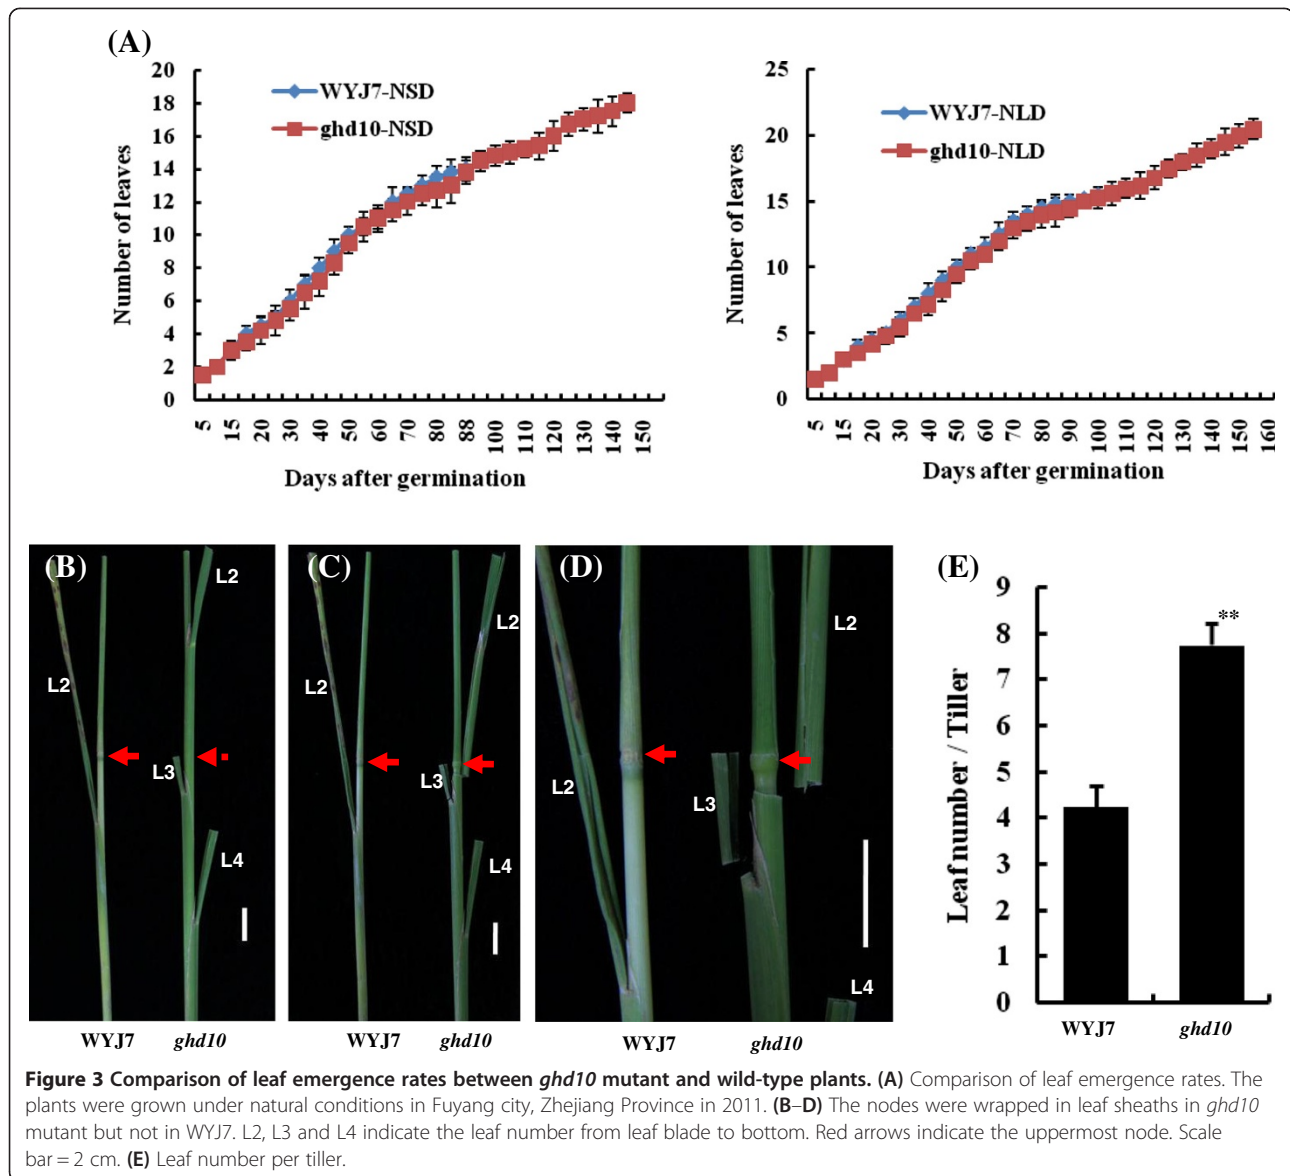 (A)
20
18
16
14
12
10
8
6
4
2
0
Number of leaves
WYJ7-NSD
ghd10-NSD
5 15 20 30 40 50 60 70 80 88 100 110 120 130 140 150
Days after germination
25
20
15
10
5
0
Number of leaves
WYJ7-NLD
ghd10-NLD
5 15 20 30 40 50 60 70 80 90 100 110 120 130 140 150 160
Days after germination
(B)
L2
L2
L3
L4
WYJ7 ghd10
(C)
L2
L2
L3
L4
WYJ7 ghd10
(D)
L2
L2
L3
L4
WYJ7 ghd10
(E)
9
8
7
6
5
4
3
2
1
0
Leaf number / Tiller
**
WYJ7 ghd10
Figure 3 Comparison of leaf emergence rates between ghd10 mutant and wild-type plants. (A) Comparison of leaf emergence rates. The
plants were grown under natural conditions in Fuyang city, Zhejiang Province in 2011. (B–D) The nodes were wrapped in leaf sheaths in ghd10
mutant but not in WYJ7. L2, L3 and L4 indicate the leaf number from leaf blade to bottom. Red arrows indicate the uppermost node. Scale
bar = 2 cm. (E) Leaf number per tiller.